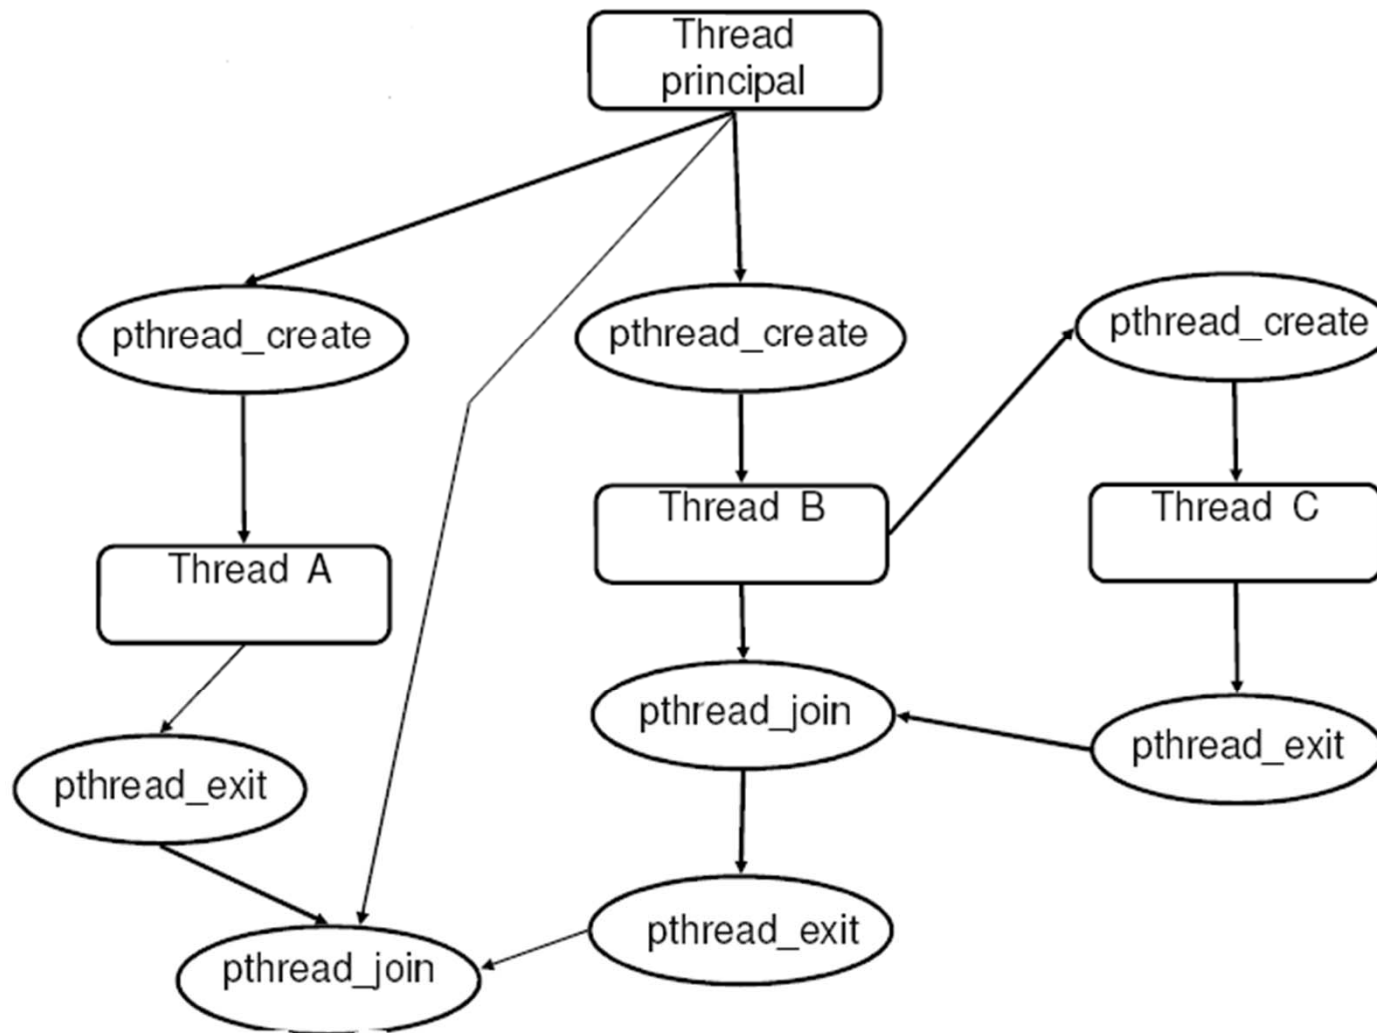 Thread
principal
pthread_create
pthread_create
pthread_create
Thread B
Thread C
Thread A
pthread_join
pthread_exit
pthread_exit
pthread_exit
pthread_join